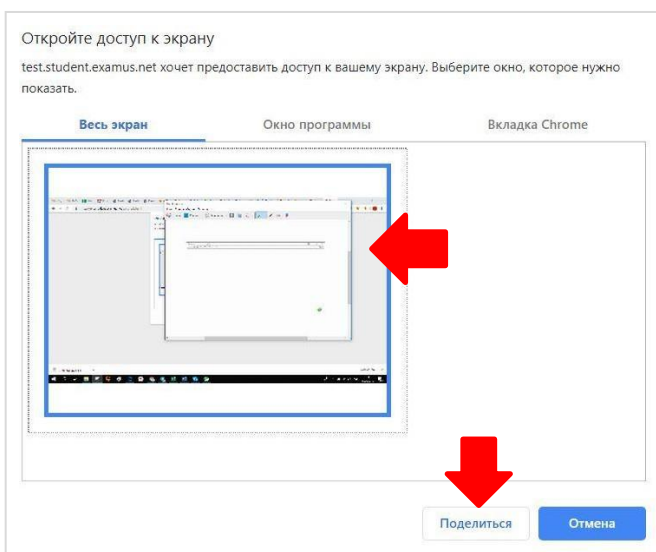 Откройте доступ к экрану
test.student.examus.net хочет предоставить доступ к вашему экрану. Выберите окно, которое нужно
показать.
Весь экран Окно программы Вкладка Chrome
Поделиться Отмена